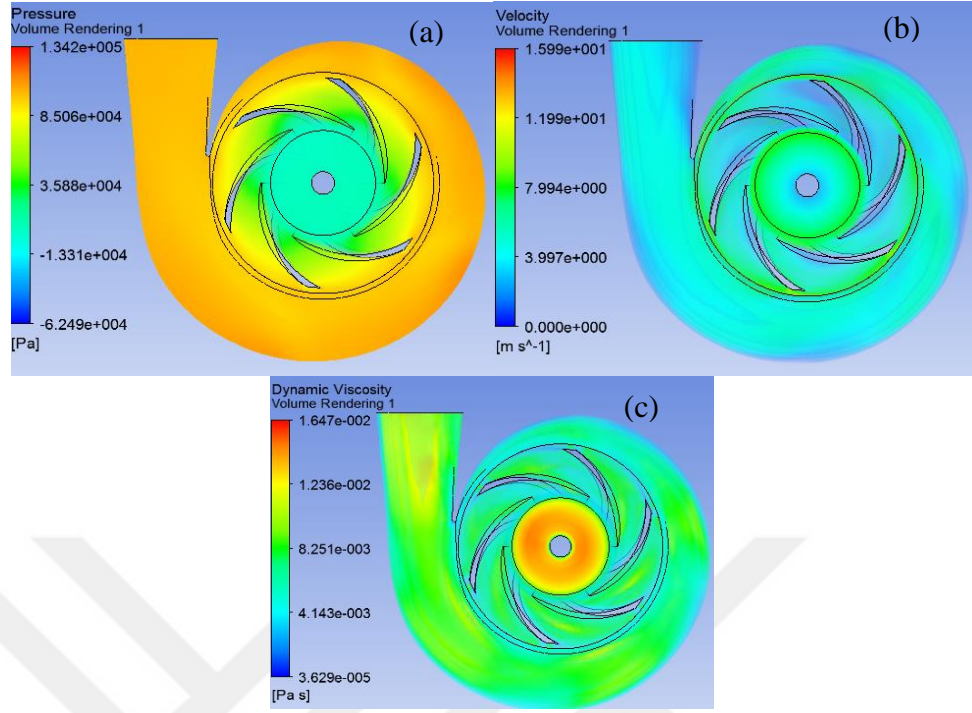 Pressure
Volume Rendering 1
(a)
1.342e+005
8.506e+004
3.588e+004
-1.331e+004
-6.249e+004
[Pa]
Velocity
Volume Rendering 1
(b)
1.599e+001
1.199e+001
7.994e+000
3.997e+000
0.000e+000
[m s^-1]
Dynamic Viscosity
Volume Rendering 1
(c)
1.647e-002
1.236e-002
8.251e-003
4.143e-003
3.629e-005
[Pa s]